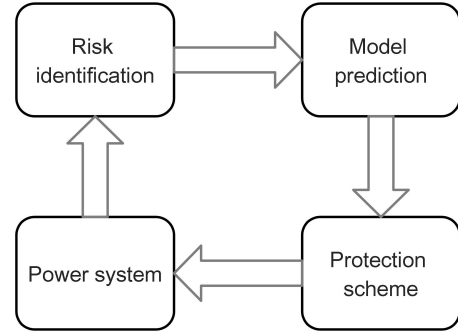 Risk
identification
Model
prediction
Power system
Protection
scheme